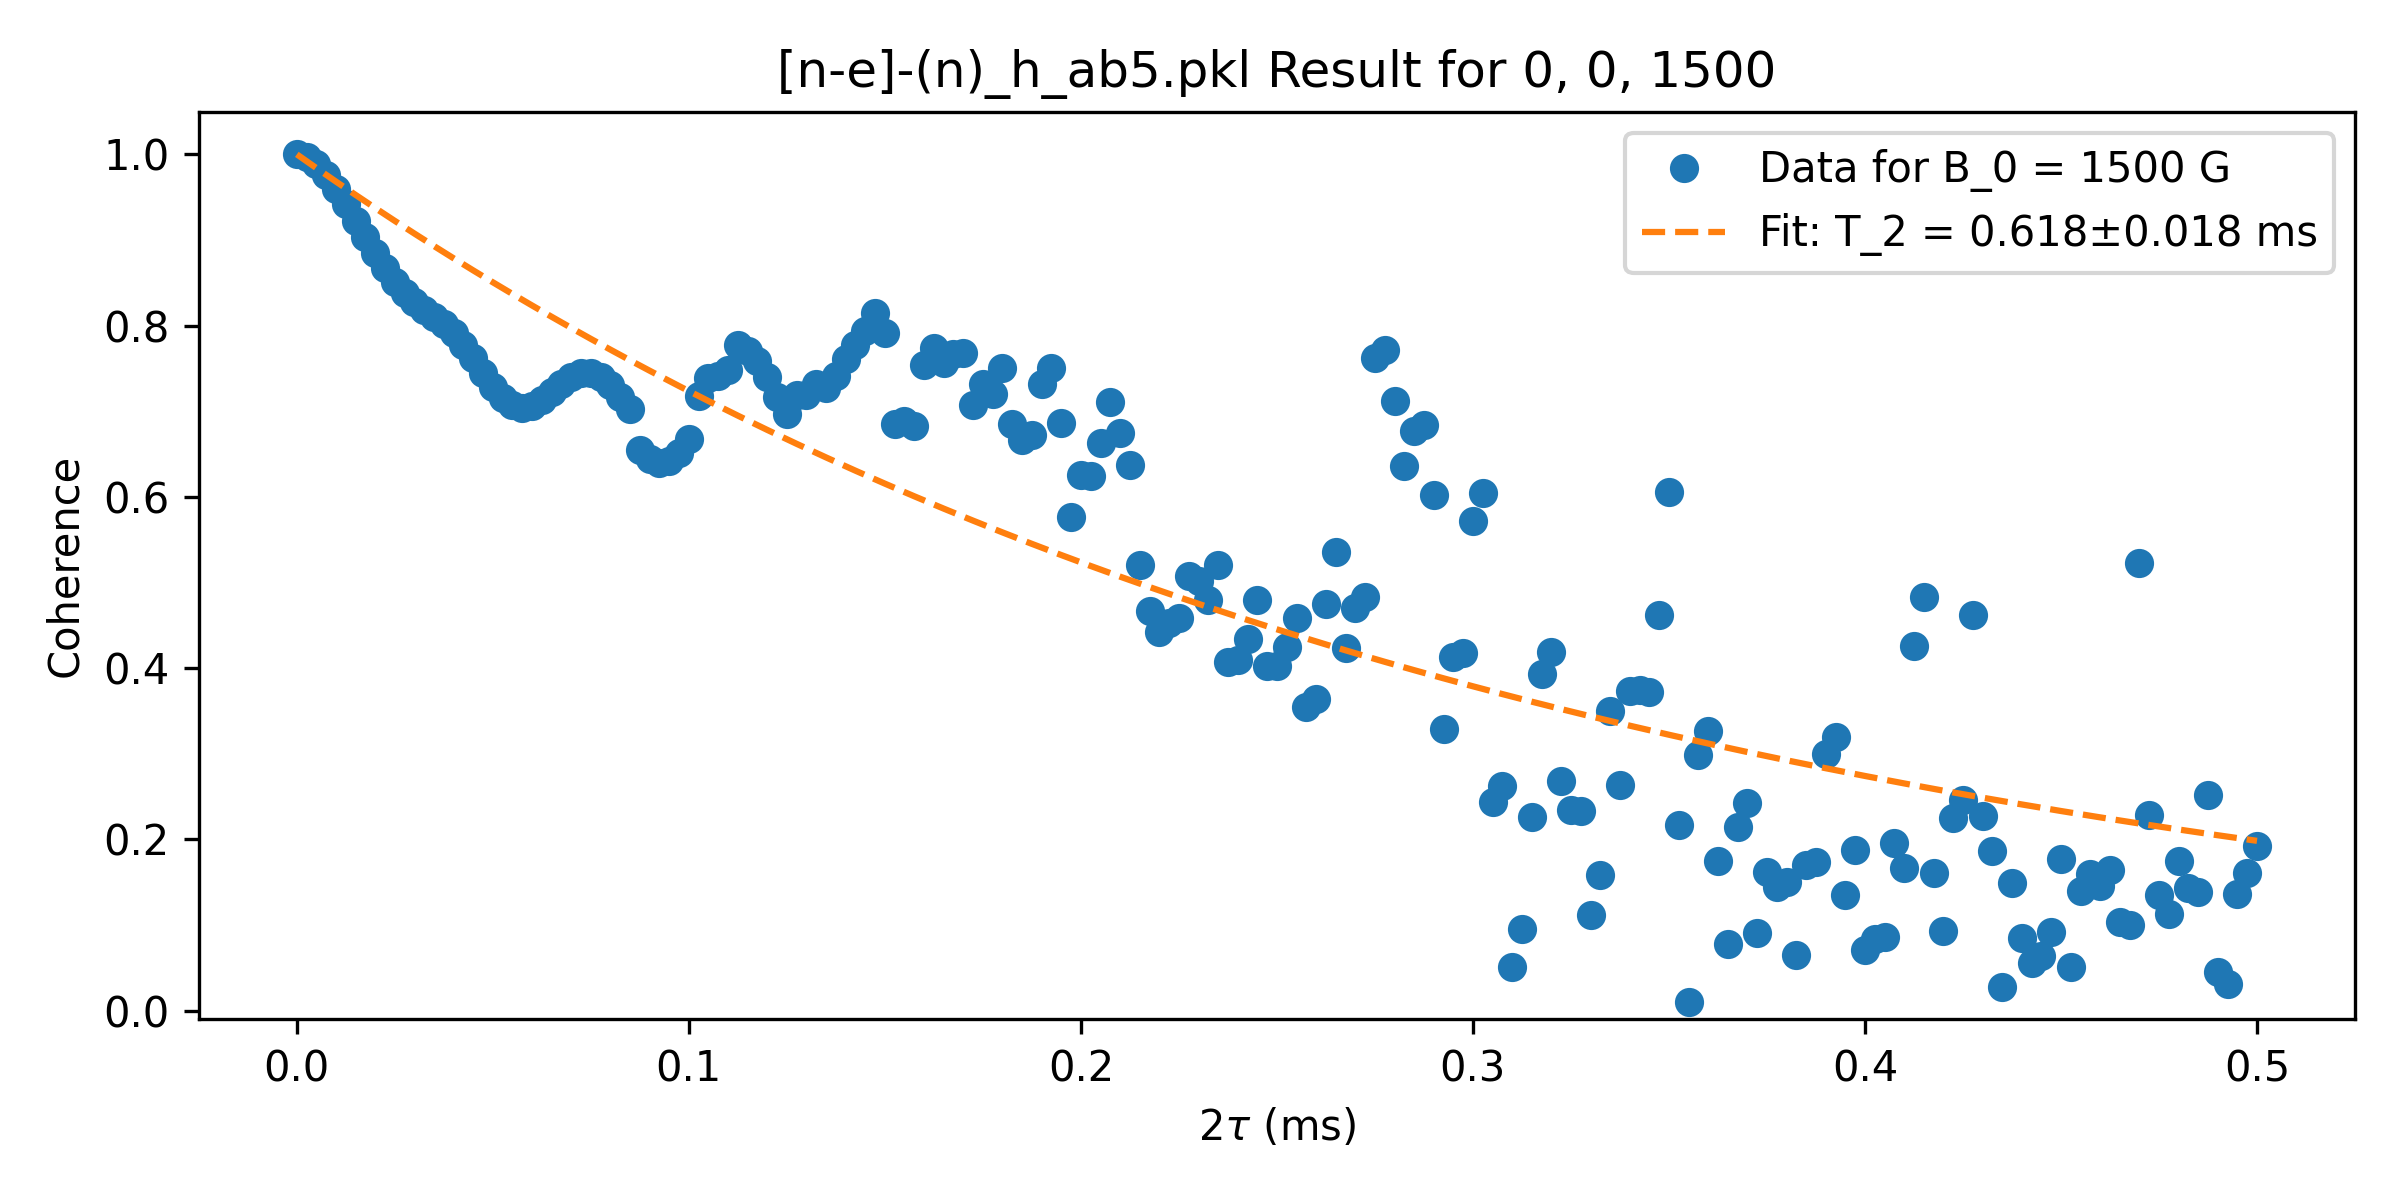 [n-e]-(n)_h_ab5.pkl Result for 0, 0, 1500
Data for B_0 = 1500 G
Fit: T_2 = 0.618±0.018 ms
Coherence
1.0
0.8
0.6
0.4
0.2
0.0
0.0 0.1 0.2 0.3 0.4 0.5
2τ (ms)